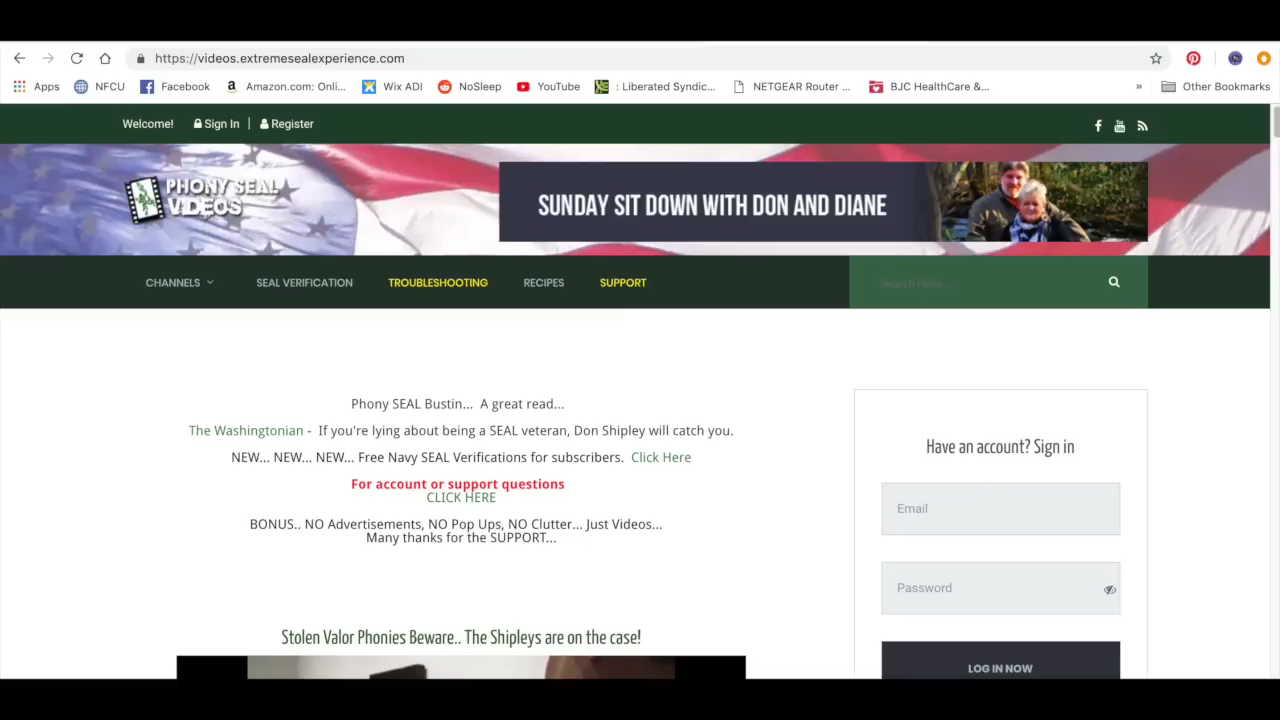 https://videos.extremesealexperience.com
Apps NFCU Facebook Amazon.com: Onli... Wix ADI NoSleep YouTube : Liberated Syndic... NETGEAR Router ... BJC HealthCare &... » Other Bookmarks
Welcome! Sign In | Register
PHONY SEAL
VIDEOS
SUNDAY SIT DOWN WITH DON AND DIANE
CHANNELS SEAL VERIFICATION TROUBLESHOOTING RECIPES SUPPORT Search Here...
Phony SEAL Bustin... A great read...
The Washingtonian - If you're lying about being a SEAL veteran, Don Shipley will catch you.
NEW... NEW... NEW... Free Navy SEAL Verifications for subscribers. Click Here
For account or support questions
CLICK HERE
BONUS.. NO Advertisements, NO Pop Ups, NO Clutter... Just Videos...
Many thanks for the SUPPORT...
Stolen Valor Phonies Beware.. The Shipleys are on the case!
Have an account? Sign in
Email
Password
LOG IN NOW